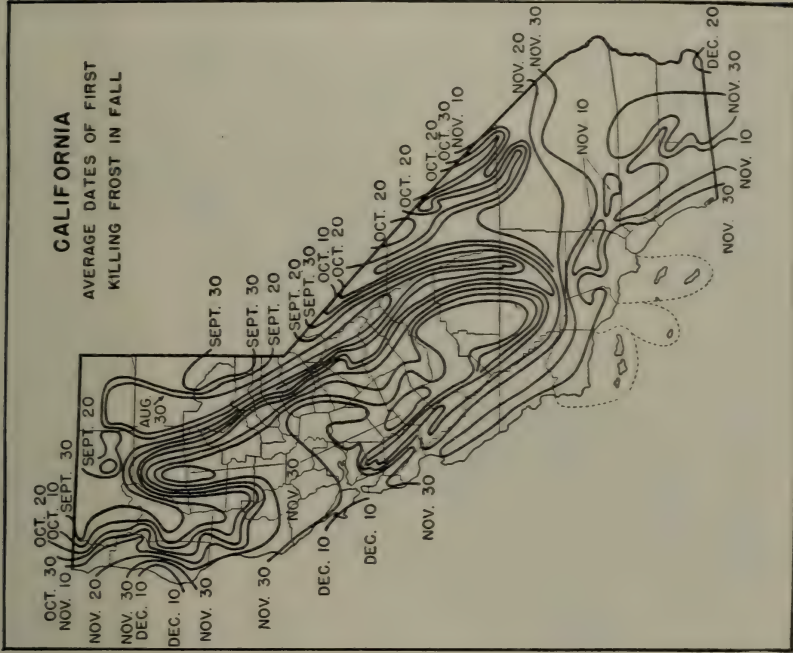 CALIFORNIA
AVERAGE DATES OF FIRST
KILLING FROST IN FALL
OCT. 30
NOV. 10
OCT. 20
OCT. 10
SEPT. 30
SEPT. 20
AUG.
30
NOV. 20
NOV. 30
DEC. 10
DEC. 10
NOV. 30
NOV. 30
NOV. 30
DEC. 10
DEC. 10
NOV. 30
SEPT. 30
SEPT. 30
SEPT. 20
SEPT. 20
SEPT. 30
OCT. 10
OCT. 20
OCT. 20
OCT. 20
OCT. 20
OCT. 30
NOV. 10
NOV. 20
NOV. 30
NOV. 10
DEC. 20
NOV. 30
NOV. 10
NOV. 10
NOV. 30